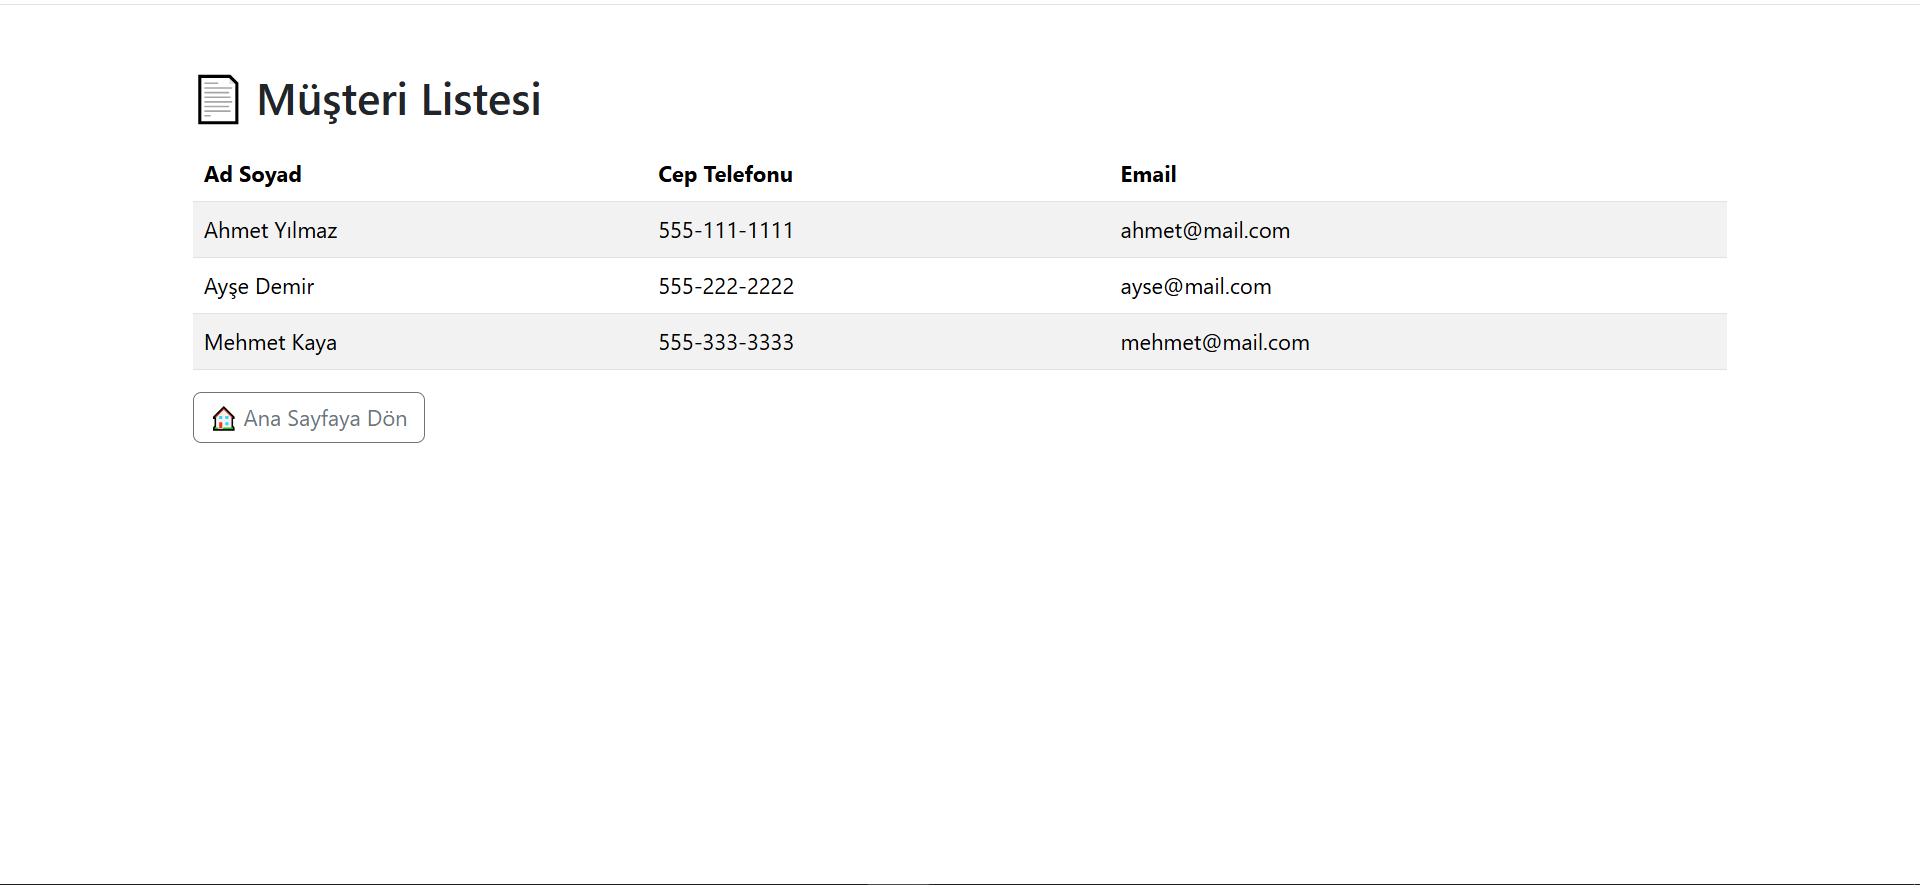 Müşteri Listesi
Ad Soyad Cep Telefonu Email
Ahmet Yılmaz 555-111-1111 ahmet@mail.com
Ayşe Demir 555-222-2222 ayse@mail.com
Mehmet Kaya 555-333-3333 mehmet@mail.com
Ana Sayfaya Dön